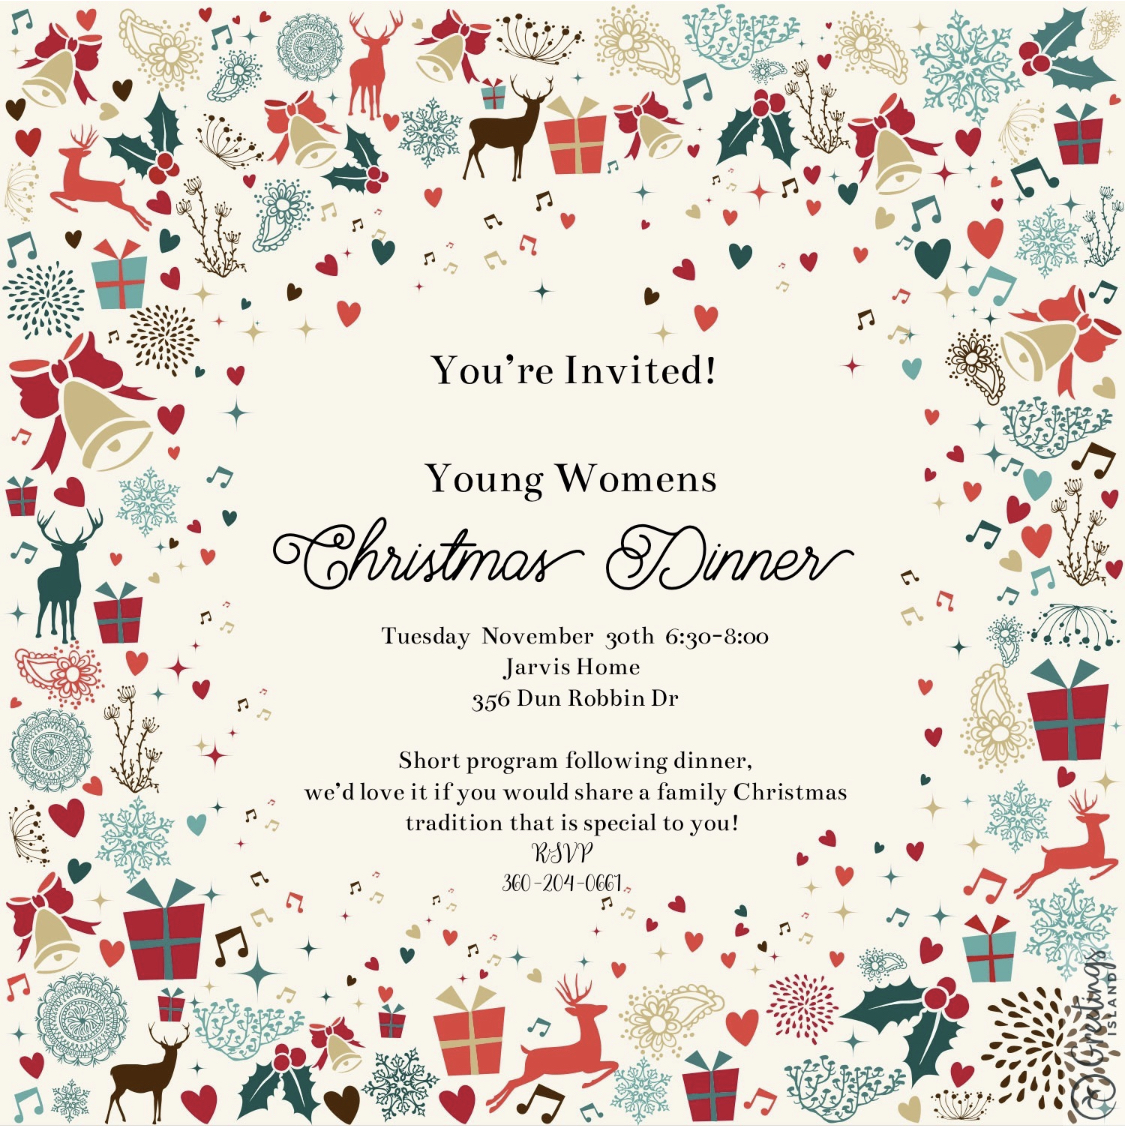 You're Invited!
Young Womens
Christmas Dinner
Tuesday November 30th 6:30-8:00
Jarvis Home
356 Dun Robbin Dr
Short program following dinner,
we'd love it if you would share a family Christmas
tradition that is special to you!
RSVP
360-204-0661
@Greetings
ISLAND